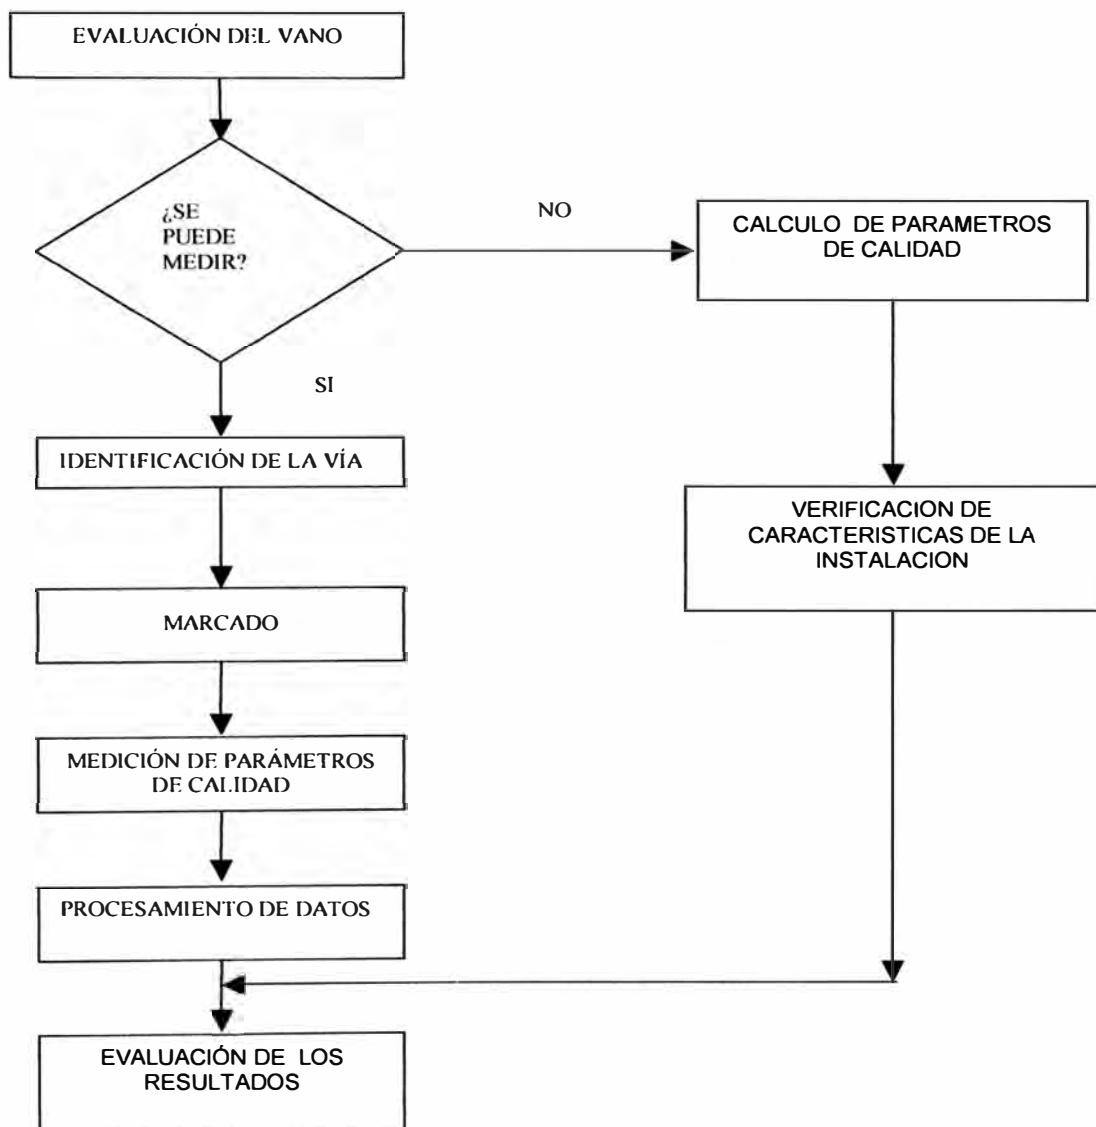 EVALUACIÓN DEL VANO
¿SE
PUEDE
MEDIR?
NO
CALCULO DE PARAMETROS
DE CALIDAD
SI
IDENTIFICACIÓN DE LA VÍA
VERIFICACION DE
CARACTERISTICAS DE LA
INSTALACION
MARCADO
MEDICIÓN DE PARÁMETROS
DE CALIDAD
PROCESAMIENTO DE DATOS
EVALUACIÓN DE LOS
RESULTADOS